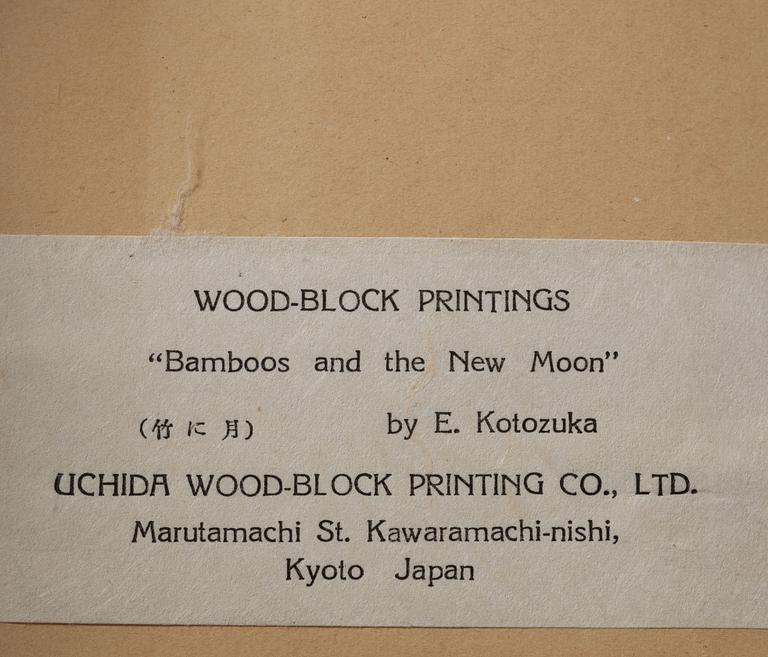 WOOD-BLOCK PRINTINGS
“Bamboos and the New Moon”
(竹に月) by E. Kotozuka
UCHIDA WOOD-BLOCK PRINTING CO., LTD.
Marutamachi St. Kawaramachi-nishi,
Kyoto Japan